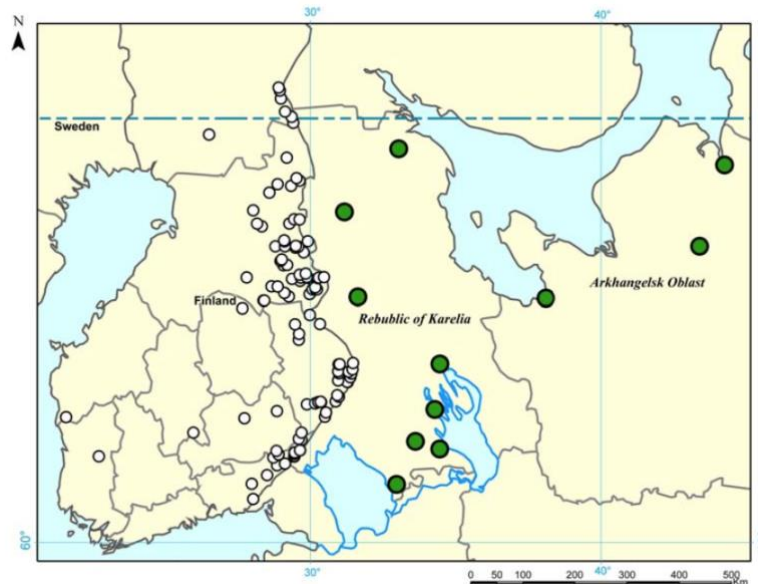 30°
40°
N
Sweden
Finland
Arkhangelsk Oblast
Rebublic of Karelia
60°
30°
40°
0 50 100 200 300 400 500
Km